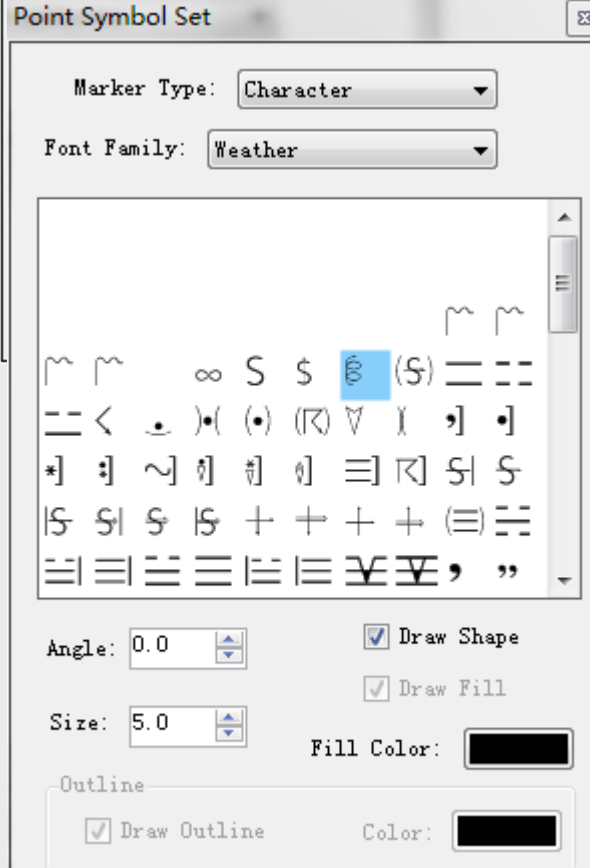 Point Symbol Set
Marker Type: Character
Font Family: Weather
Angle: 0.0
Draw Shape
Draw Fill
Size: 5.0
Fill Color:
Outline
Draw Outline
Color: